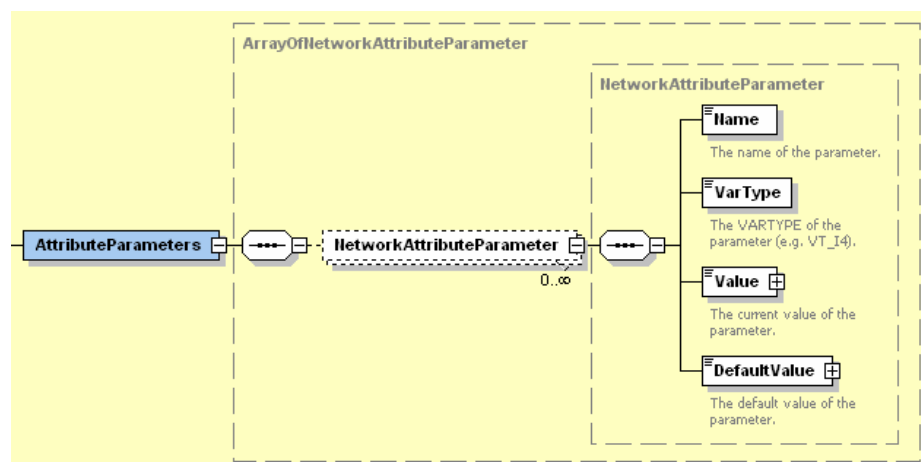 ArrayOfNetworkAttributeParameter
NetworkAttributeParameter
Name
The name of the parameter.
VarType
The VARTYPE of the
parameter (e.g. VT_I4).
AttributeParameters
NetworkAttributeParameter
0..∞
Value
The current value of the
parameter.
DefaultValue
The default value of the
parameter.